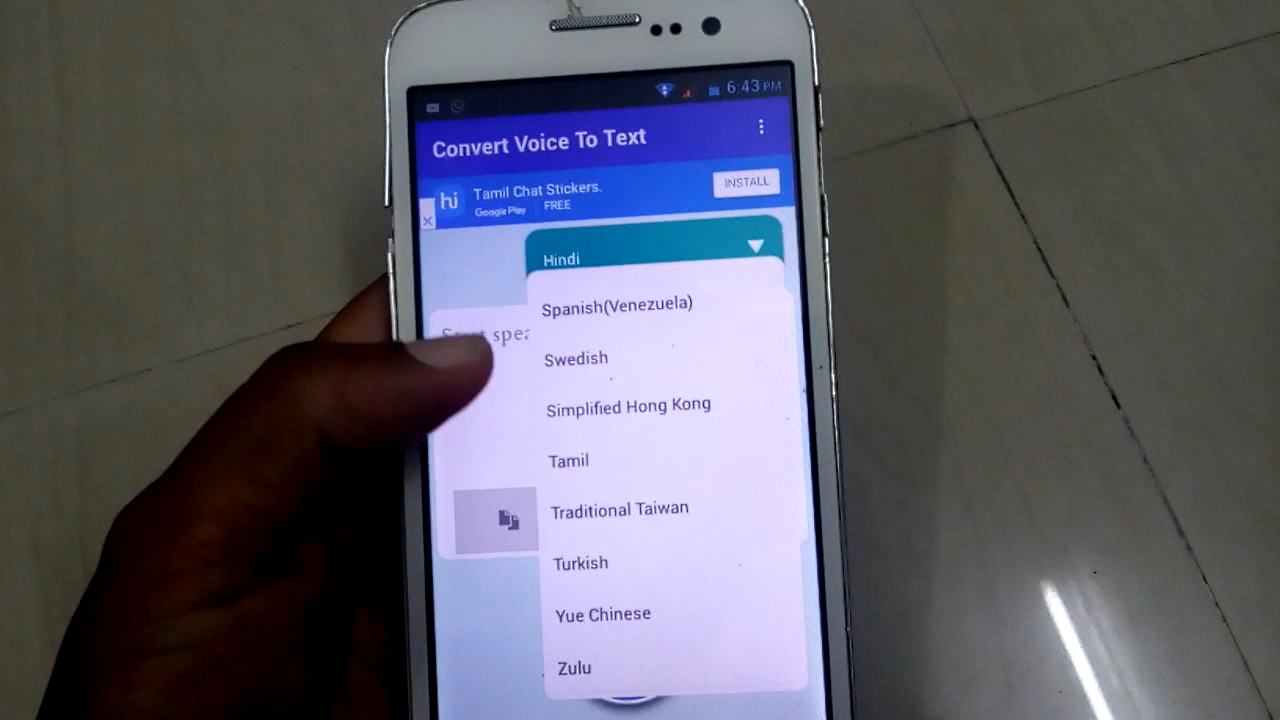 6:43 PM
Convert Voice To Text
hi
Tamil Chat Stickers.
INSTALL
Google Play
FREE
Hindi
Spanish(Venezuela)
Swedish
Simplified Hong Kong
Tamil
Traditional Taiwan
Turkish
Yue Chinese
Zulu